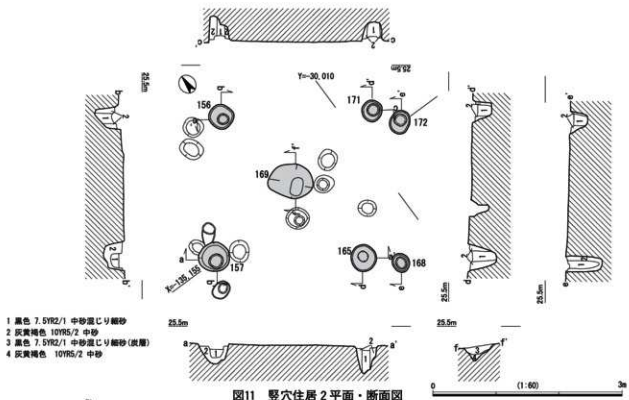 25.5m
Y=-30,010
25.5m
156
171
172
169
165
168
157
a
a'
X=-135,155
25.5m
25.5m
25.5m
25.5m
1 黒色 7.5YR2/1 中砂混じり細砂
2 灰黄褐色 10YR5/2 中砂
3 黒色 7.5YR2/1 中砂混じり細砂(炭層)
4 灰黄褐色 10YR5/2 中砂
a
a'
f
f'
0 (1:60) 3m
図11 竪穴住居2平面・断面図